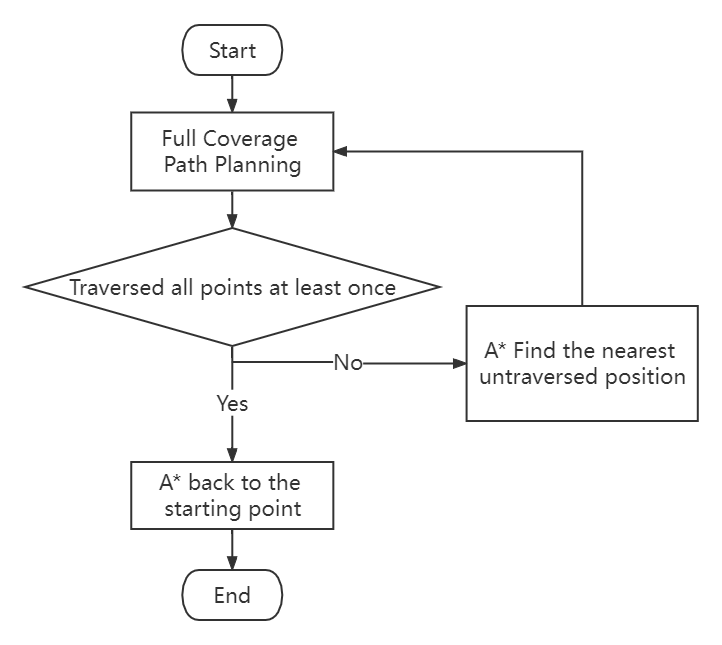 Start
Full Coverage
Path Planning
Traversed all points at least once
No
A* Find the nearest
untraversed position
Yes
A* back to the
starting point
End